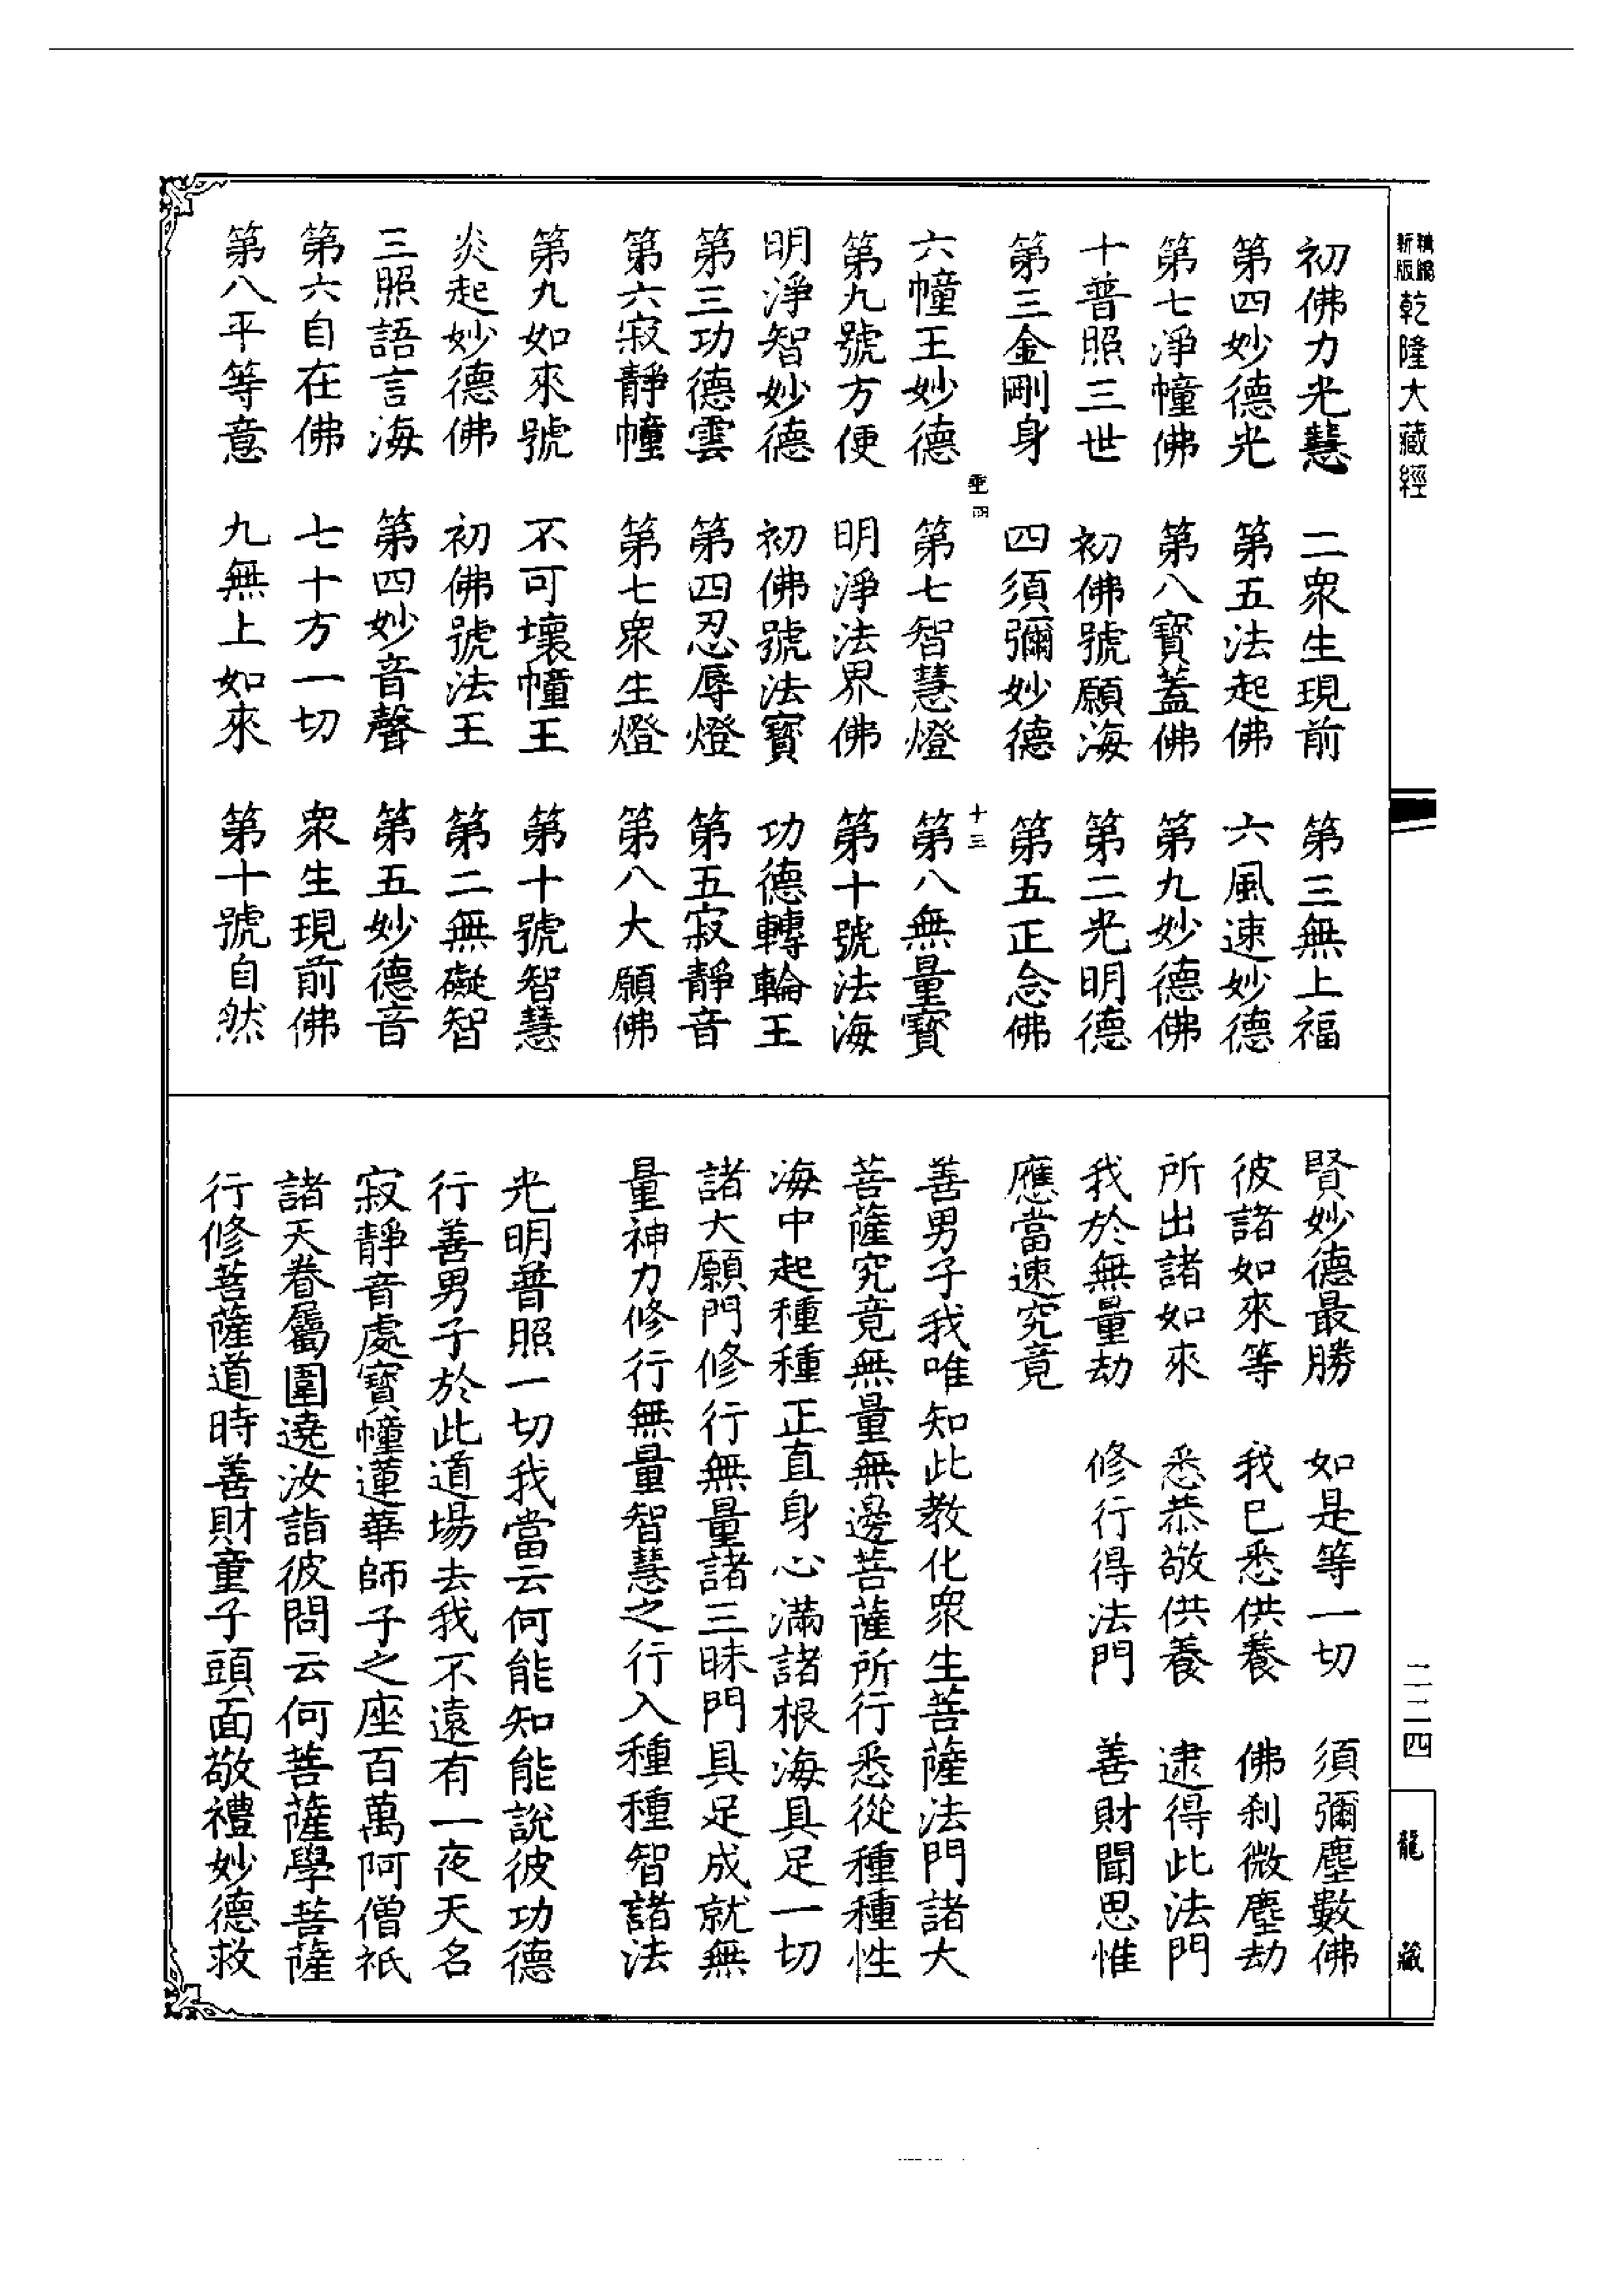 精編新版乾隆大藏經
初佛力光慧　二衆生現前　第三無上福
第四妙德光　第五法起佛　六風速妙德
第七淨幢佛　第八寶蓋佛　第九妙德佛
十普照三世　初佛號願海　第二光明德
第三金剛身　四須彌妙德　第五正念佛
垂四　十三
六幢王妙德　第七智慧燈　第八無量寶
第九號方便　明淨法界佛　第十號法海
明淨智妙德　初佛號法寶　功德轉輪王
第三功德雲　第四忍辱燈　第五寂靜音
第六寂靜幢　第七衆生燈　第八大願佛
第九如來號　不可壞幢王　第十號智慧
炎起妙德佛　初佛號法王　第二無礙智
三照語言海　第四妙音聲　第五妙德音
第六自在佛　七十方一切　衆生現前佛
第八平等意　九無上如來　第十號自然
賢妙德最勝　如是等一切　須彌塵數佛
彼諸如來等　我已悉供養　佛刹微塵劫
所出諸如來　悉恭敬供養　逮得此法門
我於無量劫　修行得法門　善財聞思惟
應當速究竟
善男子我唯知此教化衆生菩薩法門諸大
菩薩究竟無量無邊菩薩所行悉從種種性
海中起種種正直身心滿諸根海具足一切
諸大願門修行無量諸三昧門具足成就無
量神力修行無量智慧之行入種種智諸法
光明普照一切我當云何能知能說彼功德
行善男子於此道場去我不遠有一夜天名
寂靜音處寶幢蓮華師子之座百萬阿僧祇
諸天眷屬圍遶汝詣彼問云何菩薩學菩薩
行修菩薩道時善財童子頭面敬禮妙德救
二二四
龍藏